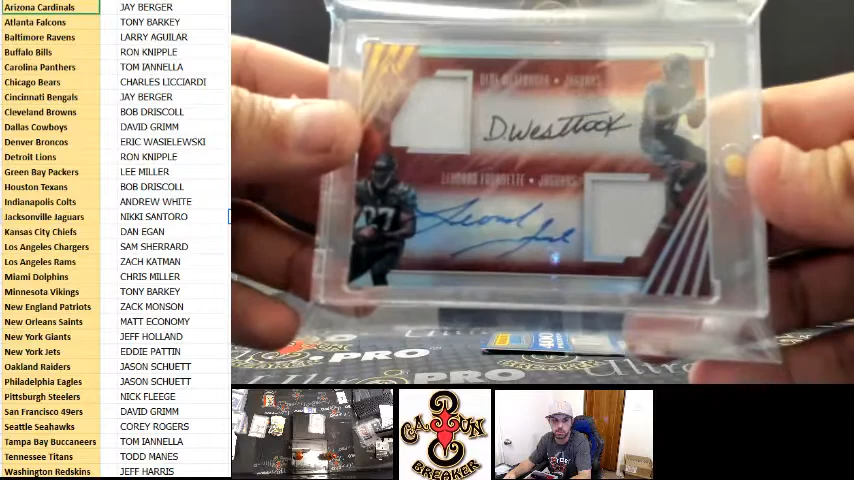 Arizona Cardinals JAY BERGER
Atlanta Falcons TONY BARKEY
Baltimore Ravens LARRY AGUILAR
Buffalo Bills RON KNIPPLE
Carolina Panthers TOM IANNELLA
Chicago Bears CHARLES LICCIARDI
Cincinnati Bengals JAY BERGER
Cleveland Browns BOB DRISCOLL
Dallas Cowboys DAVID GRIMM
Denver Broncos ERIC WASIELEWSKI
Detroit Lions RON KNIPPLE
Green Bay Packers LEE MILLER
Houston Texans BOB DRISCOLL
Indianapolis Colts ANDREW WHITE
Jacksonville Jaguars NIKKI SANTORO
Kansas City Chiefs DAN EGAN
Los Angeles Chargers SAM SHERRARD
Los Angeles Rams ZACH KATMAN
Miami Dolphins CHRIS MILLER
Minnesota Vikings TONY BARKEY
New England Patriots ZACK MONSON
New Orleans Saints MATT ECONOMY
New York Giants JEFF HOLLAND
New York Jets EDDIE PATTIN
Oakland Raiders JASON SCHUETT
Philadelphia Eagles JASON SCHUETT
Pittsburgh Steelers NICK FLEEGE
San Francisco 49ers DAVID GRIMM
Seattle Seahawks COREY ROGERS
Tampa Bay Buccaneers TOM IANNELLA
Tennessee Titans TODD MANES
Washington Redskins JEFF HARRIS
JAGUARS
D.Westbrook
LEONARD FOURNETTE • JAGUARS
PRO
PRO
CAJUN
BREAKER